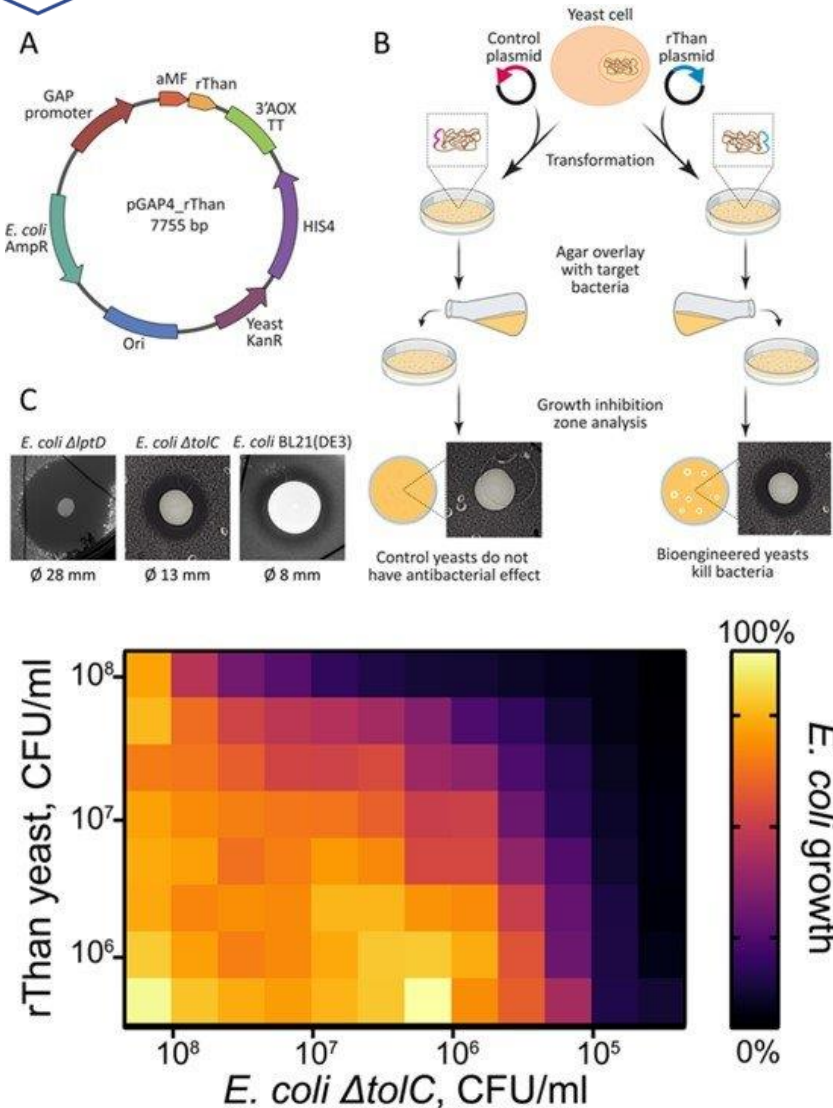 A
aMF rThan
GAP
promoter
3'AOX
TT
pGAP4_rThan
7755 bp
E. coli
AmpR
HIS4
Ori
Yeast
KanR
B
Yeast cell
Control
plasmid
rThan
plasmid
Transformation
Agar overlay
with target
bacteria
Growth inhibition
zone analysis
Control yeasts do not
have antibacterial effect
Bioengineered yeasts
kill bacteria
C
E. coli ΔlptD
E. coli ΔtolC
E. coli BL21(DE3)
Ø 28 mm
Ø 13 mm
Ø 8 mm
rThan yeast, CFU/ml
10⁸
10⁷
10⁶
10⁸ 10⁷ 10⁶ 10⁵
E. coli ΔtolC, CFU/ml
100%
E. coli growth
0%